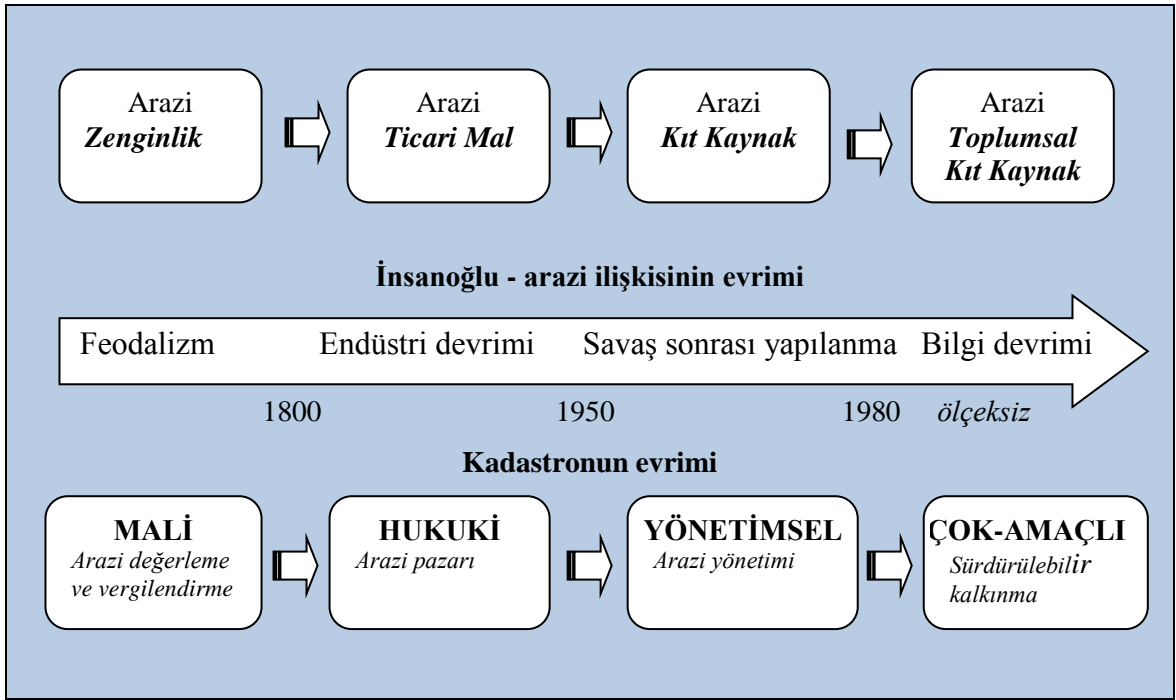 Arazi
Zenginlik
Arazi
Ticari Mal
Arazi
Kıt Kaynak
Arazi
Toplumsal
Kıt Kaynak
İnsanoğlu - arazi ilişkisinin evrimi
Feodalizm Endüstri devrimi Savaş sonrası yapılanma Bilgi devrimi
1800 1950 1980 ölçeksiz
Kadastronun evrimi
MALİ
Arazi değerleme
ve vergilendirme
HUKUKİ
Arazi pazarı
YÖNETİMSEL
Arazi yönetimi
ÇOK-AMAÇLI
Sürdürülebilir
kalkınma